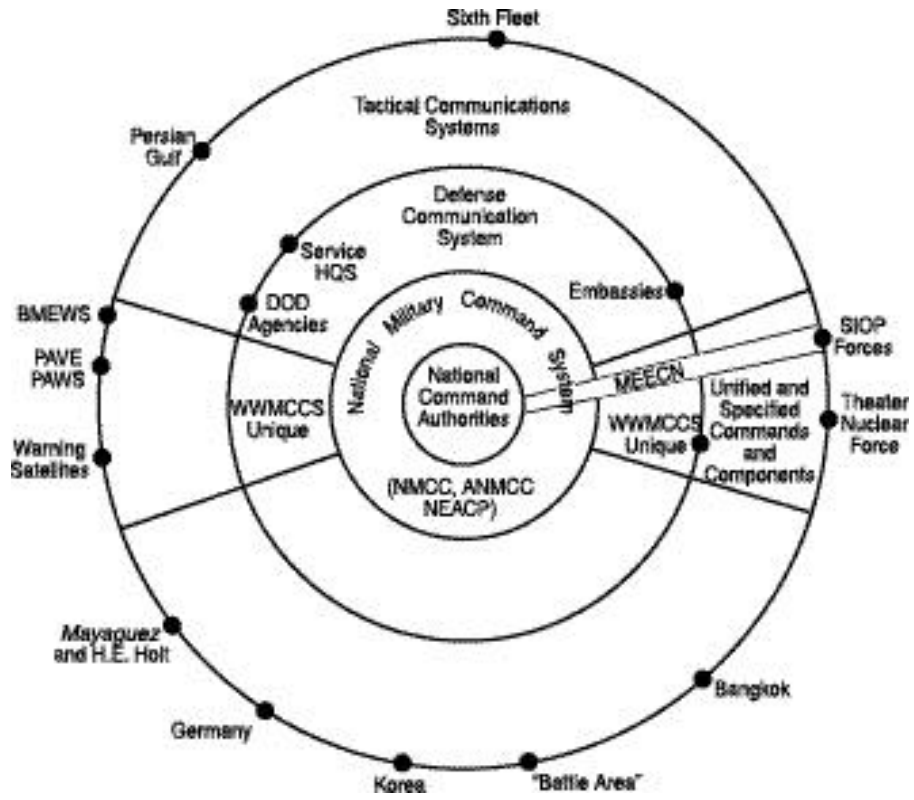 Sixth Fleet
Tactical Communications
Systems
Persian
Gulf
Defense
Communication
System
Service
HQS
DOD
Agencies
Embassies
BMEWS
PAVE
PAWS
Warning
Satellites
WWMCCS
Unique
National Military Command System
National
Command
Authorities
MEECN
(NMCC, ANMCC
NEACP)
WWMCCS
Unique
Unified and
Specified
Commands
and
Components
SIOP
Forces
Theater
Nuclear
Force
Mayaguez
and H.E. Holt
Germany
Korea
"Battle Area"
Bangkok